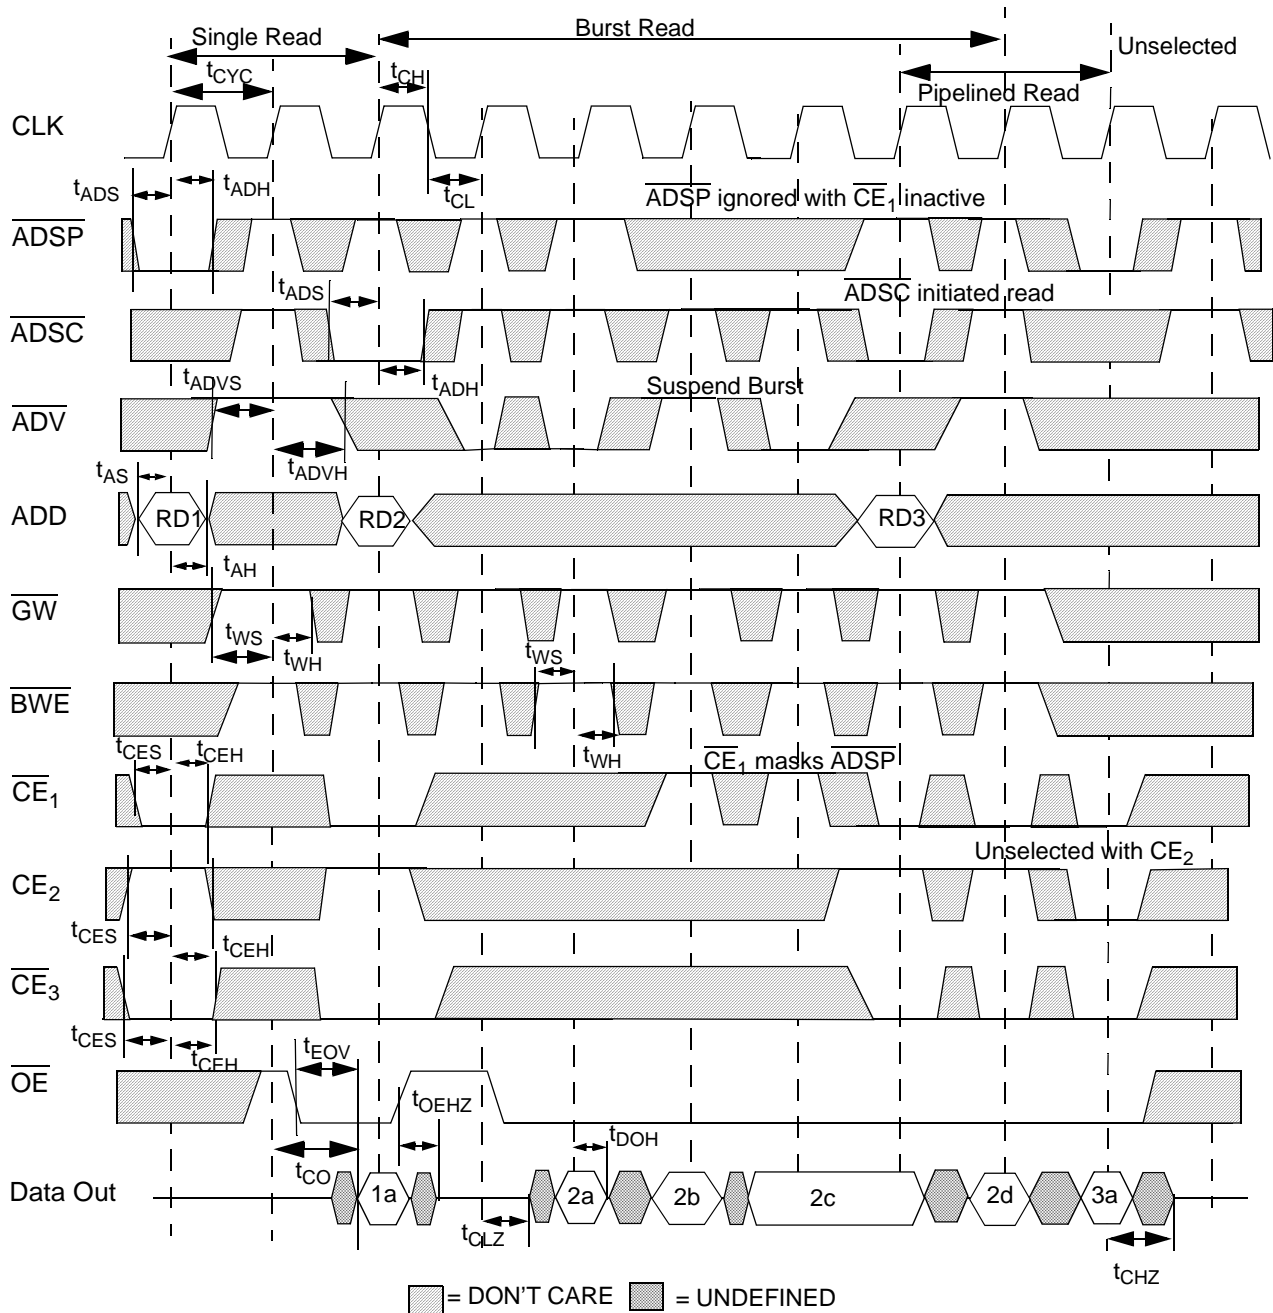 Burst Read
Single Read
Unselected
tCYC
tCH
Pipelined Read
CLK
tADS
tADH
tCL
ADSP ignored with CE1 inactive
ADSP
tADS
ADSC initiated read
ADSC
tADVS
tADH
Suspend Burst
ADV
tAS
tADVH
ADD
RD1
RD2
RD3
tAH
GW
tWS
tWH
tWS
BWE
tCES
tCEH
tWH
CE1 masks ADSP
CE1
Unselected with CE2
CE2
tCES
tCEH
CE3
tCES
tCEH
tEOV
OE
tOEHZ
tDOH
tCO
Data Out
1a
2a
2b
2c
2d
3a
tCLZ
tCHZ
= DON'T CARE
= UNDEFINED